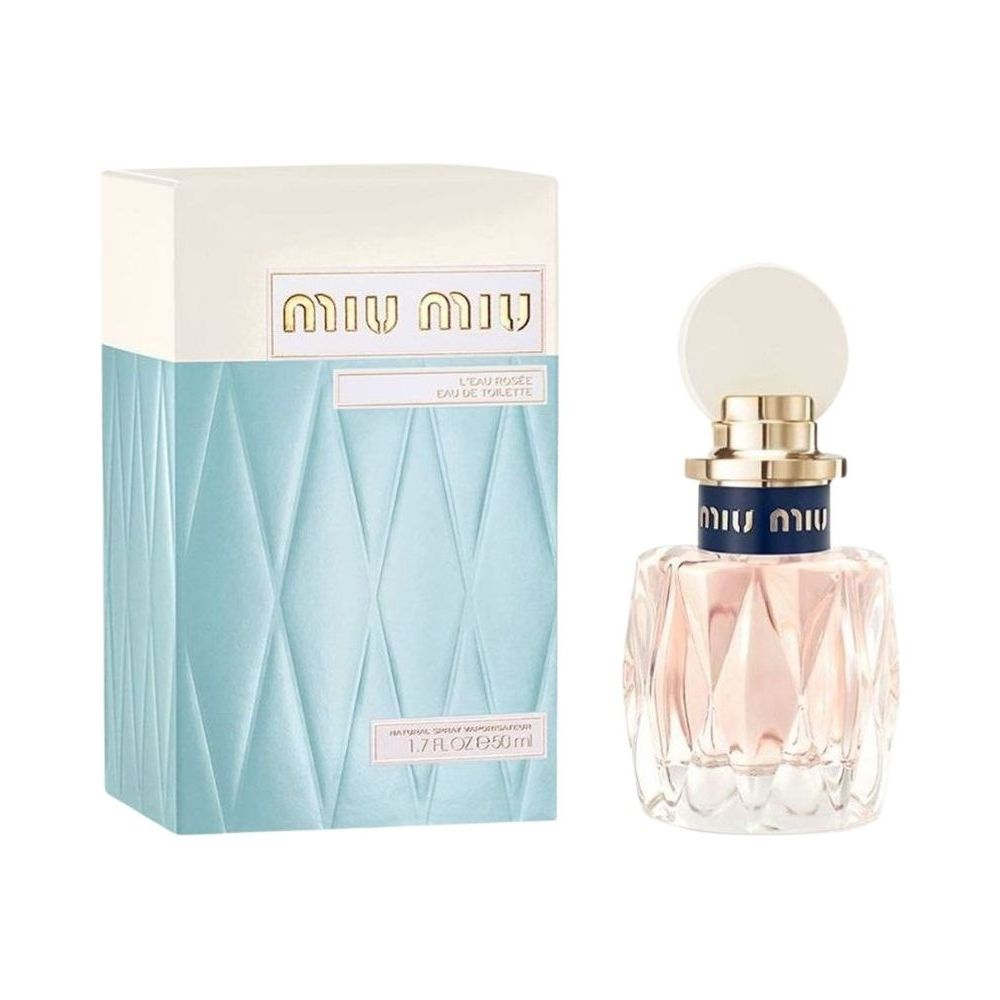 MIU MIU
L'EAU ROSÉE
EAU DE TOILETTE
NATURAL SPRAY VAPORISATEUR
1.7 FL OZ ℮ 50 ml
MIU MIU